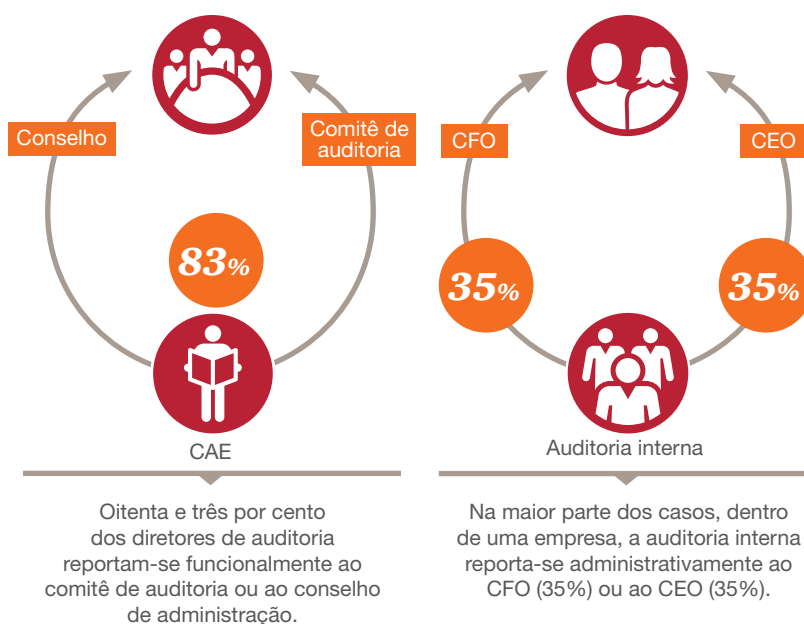 Conselho
Comitê de
auditoria
83%
CAE
Oitenta e três por cento
dos diretores de auditoria
reportam-se funcionalmente ao
comitê de auditoria ou ao conselho
de administração.
CFO
CEO
35%
35%
Auditoria interna
Na maior parte dos casos, dentro
de uma empresa, a auditoria interna
reporta-se administrativamente ao
CFO (35%) ou ao CEO (35%).